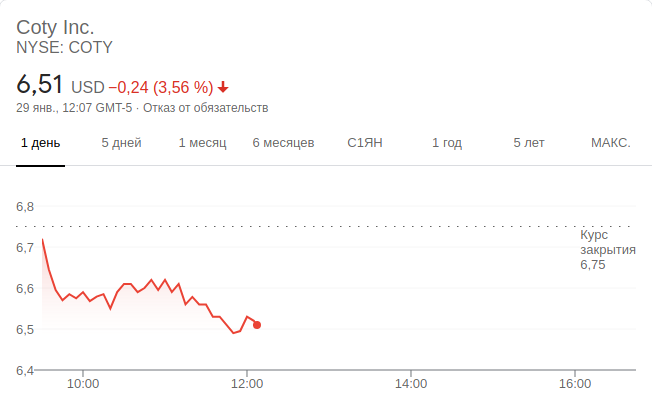 Coty Inc.
NYSE: COTY
6,51 USD −0,24 (3,56 %)
29 янв., 12:07 GMT-5 · Отказ от обязательств
1 день 5 дней 1 месяц 6 месяцев С1ЯН 1 год 5 лет МАКС.
6,8
Курс
закрытия
6,75
6,7
6,6
6,5
6,4
10:00 12:00 14:00 16:00